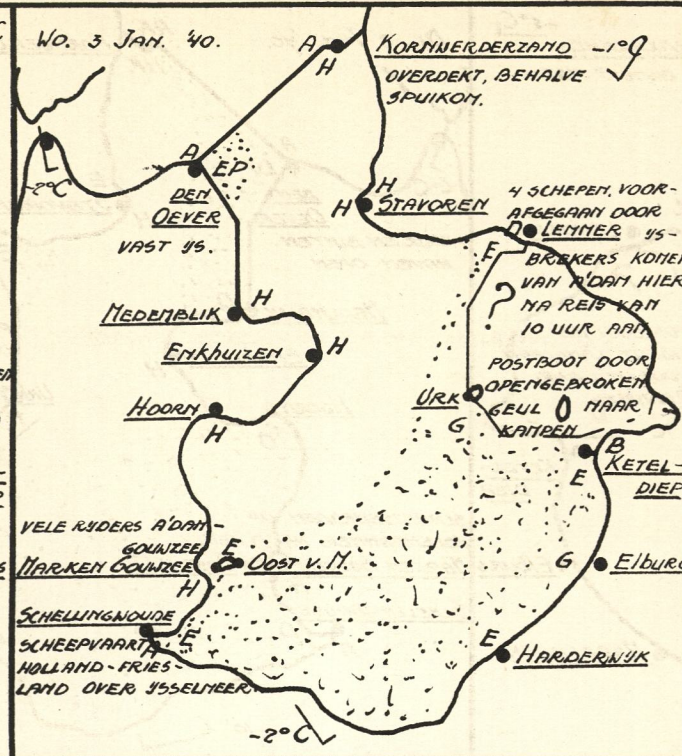 WO. 3 JAN. '40.
A
H
KORNWERDERZAND -1°C
OVERDEKT, BEHALVE
SPUIKOM.
-2°C
A
EP
DEN
OEVER
VAST YS.
H
H
STAVOREN
4 SCHEPEN, VOOR-
AFGEGAAN DOOR
LEMMER YS-
F
BREKERS KOMEN
VAN A'DAM HIER
? NA REIS VAN
10 UUR AAN.
MEDEMBLIK
H
ENKHUIZEN
H
HOORN
H
POSTBOOT DOOR
URK OPENGEBROKEN
GEUL NAAR
G
KAMPEN
B
E
KETEL-
DIEP
VELE RYDERS A'DAM-
GOUWZEE
E
MARKEN GOUWZEE
OOST V. M.
H
G
ELBURG
SCHELLINGWOUDE
A
E
SCHEEPVAART
HOLLAND-FRIES-
LAND OVER YSSELMEER
E
HARDERWYK
-2°C